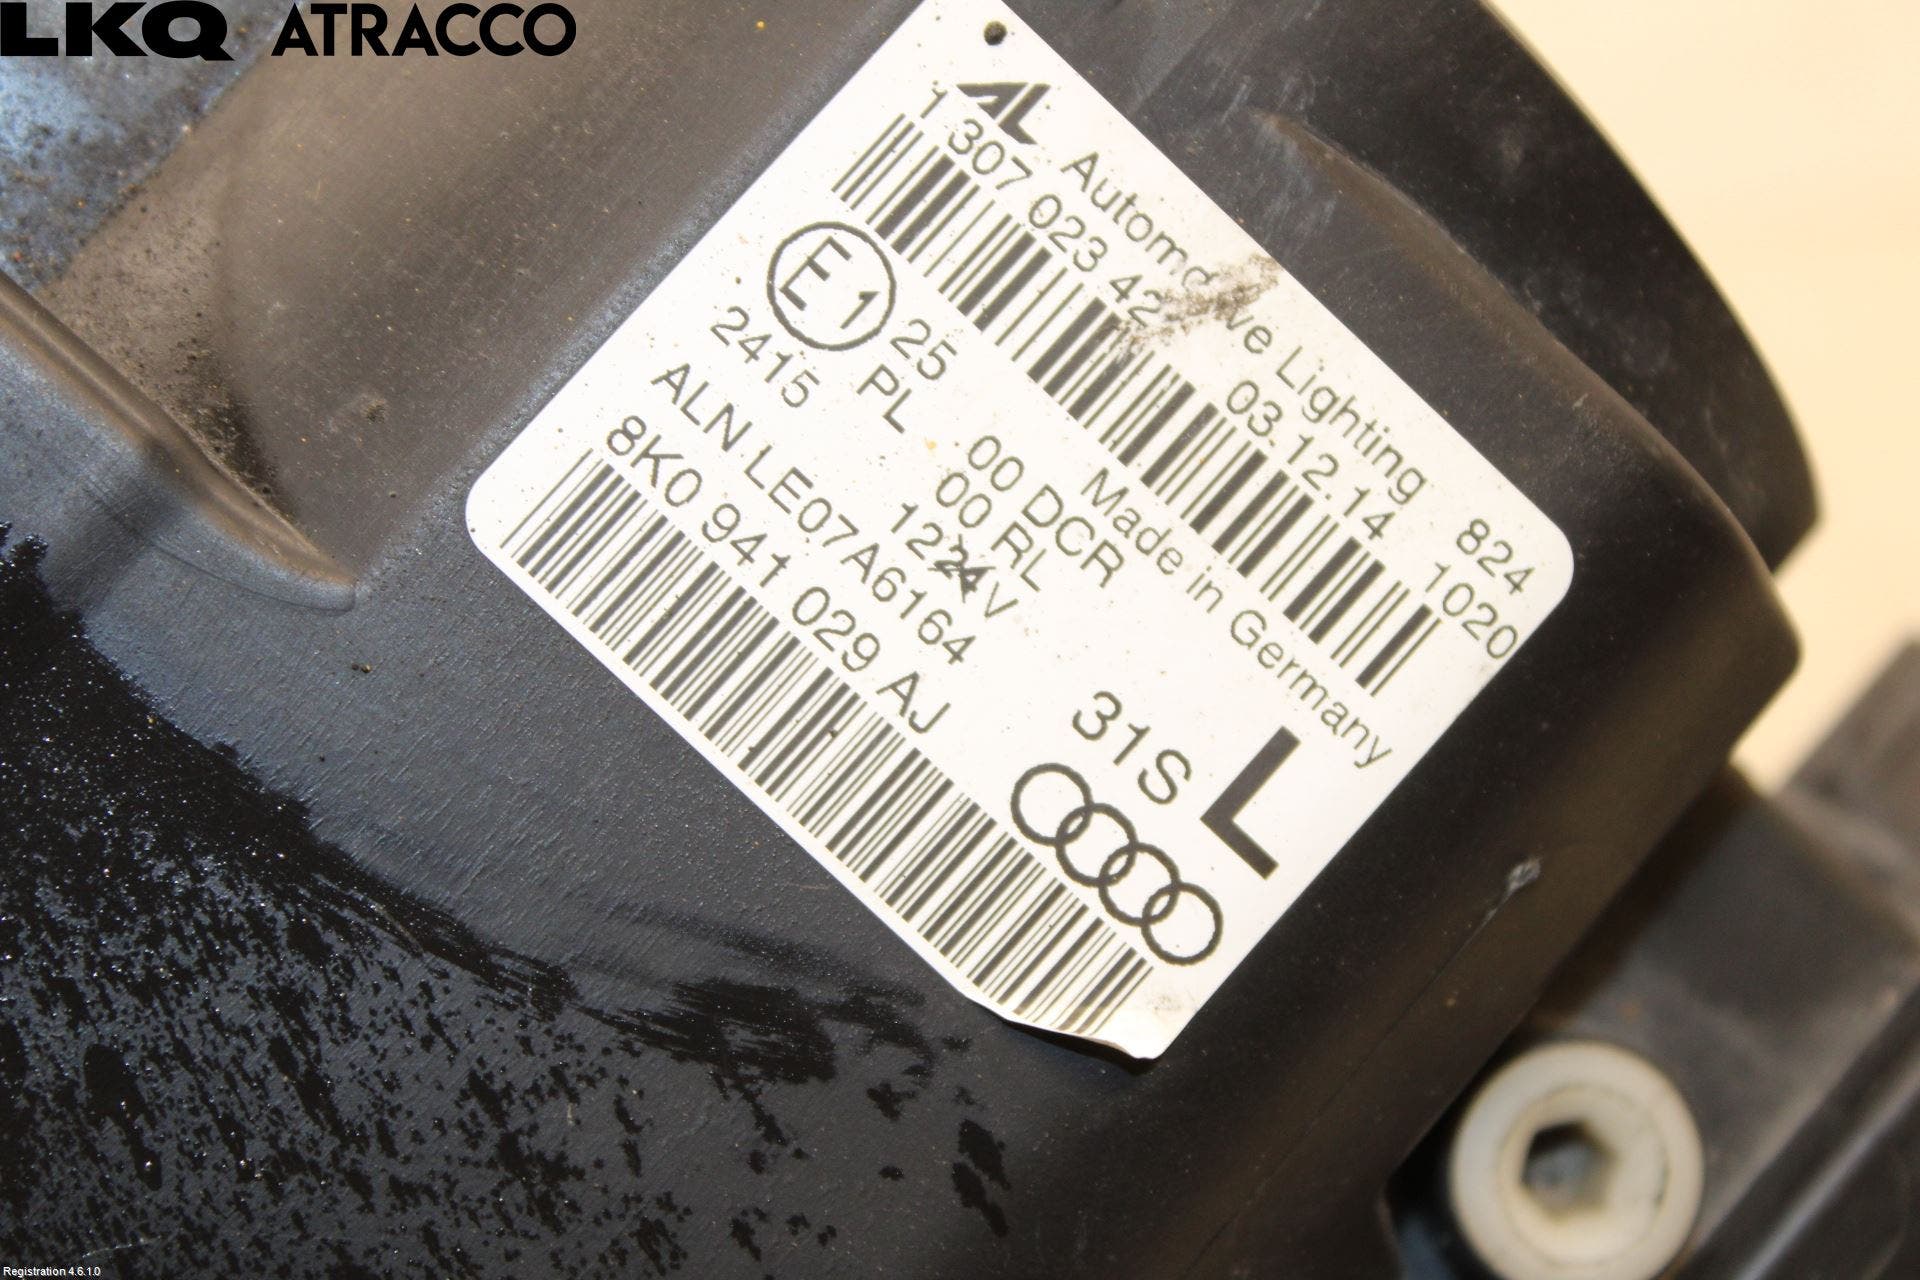 LKQ ATRACCO
AL Automotive Lighting 824
1 307 023 42 03.12.14 1020
E1 25 Made in Germany
PL 00 DCR
2415 00 RL
ALN LE07A6164 1224V
8K0 941 029 AJ 31S L
Registration 4.6.1.0